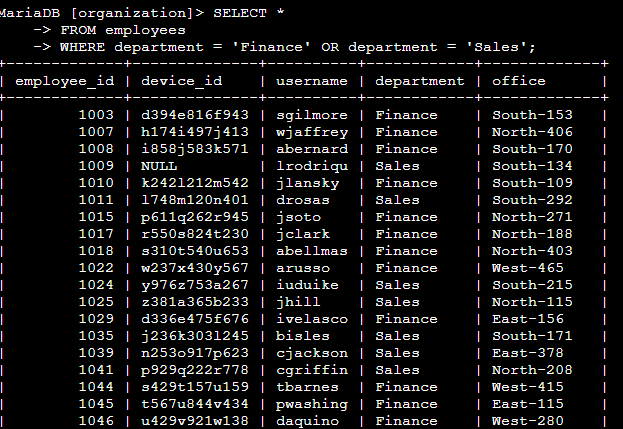 MariaDB [organization]> SELECT *
    -> FROM employees
    -> WHERE department = 'Finance' OR department = 'Sales';
+-------------+--------------+----------+------------+-------------+
| employee_id | device_id    | username | department | office      |
+-------------+--------------+----------+------------+-------------+
|        1003 | d394e816f943 | sgilmore | Finance    | South-153   |
|        1007 | h174i497j413 | wjaffrey | Finance    | North-406   |
|        1008 | i858j583k571 | abernard | Finance    | South-170   |
|        1009 | NULL         | lrodriqu | Sales      | South-134   |
|        1010 | k242l212m542 | jlansky  | Finance    | South-109   |
|        1011 | l748m120n401 | drosas   | Sales      | South-292   |
|        1015 | p611q262r945 | jsoto    | Finance    | North-271   |
|        1017 | r550s824t230 | jclark   | Finance    | North-188   |
|        1018 | s310t540u653 | abellmas | Finance    | North-403   |
|        1022 | w237x430y567 | arusso   | Finance    | West-465    |
|        1024 | y976z753a267 | iuduike  | Sales      | South-215   |
|        1025 | z381a365b233 | jhill    | Sales      | North-115   |
|        1029 | d336e475f676 | ivelasco | Finance    | East-156    |
|        1035 | j236k303l245 | bisles   | Sales      | South-171   |
|        1039 | n253o917p623 | cjackson | Sales      | East-378    |
|        1041 | p929q222r778 | cgriffin | Sales      | North-208   |
|        1044 | s429t157u159 | tbarnes  | Finance    | West-415    |
|        1045 | t567u844v434 | pwashing | Finance    | East-115    |
|        1046 | u429v921w138 | daquino  | Finance    | West-280    |